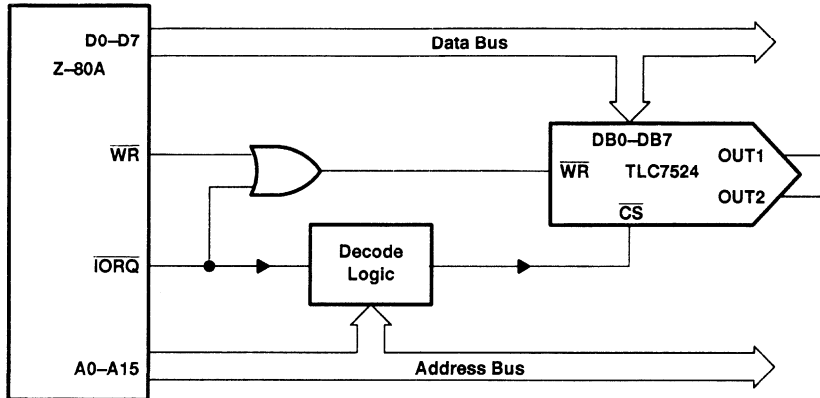 D0–D7
Data Bus
Z–80A
DB0–DB7
WR
OUT1
WR
TLC7524
OUT2
CS
Decode
Logic
IORQ
A0–A15
Address Bus